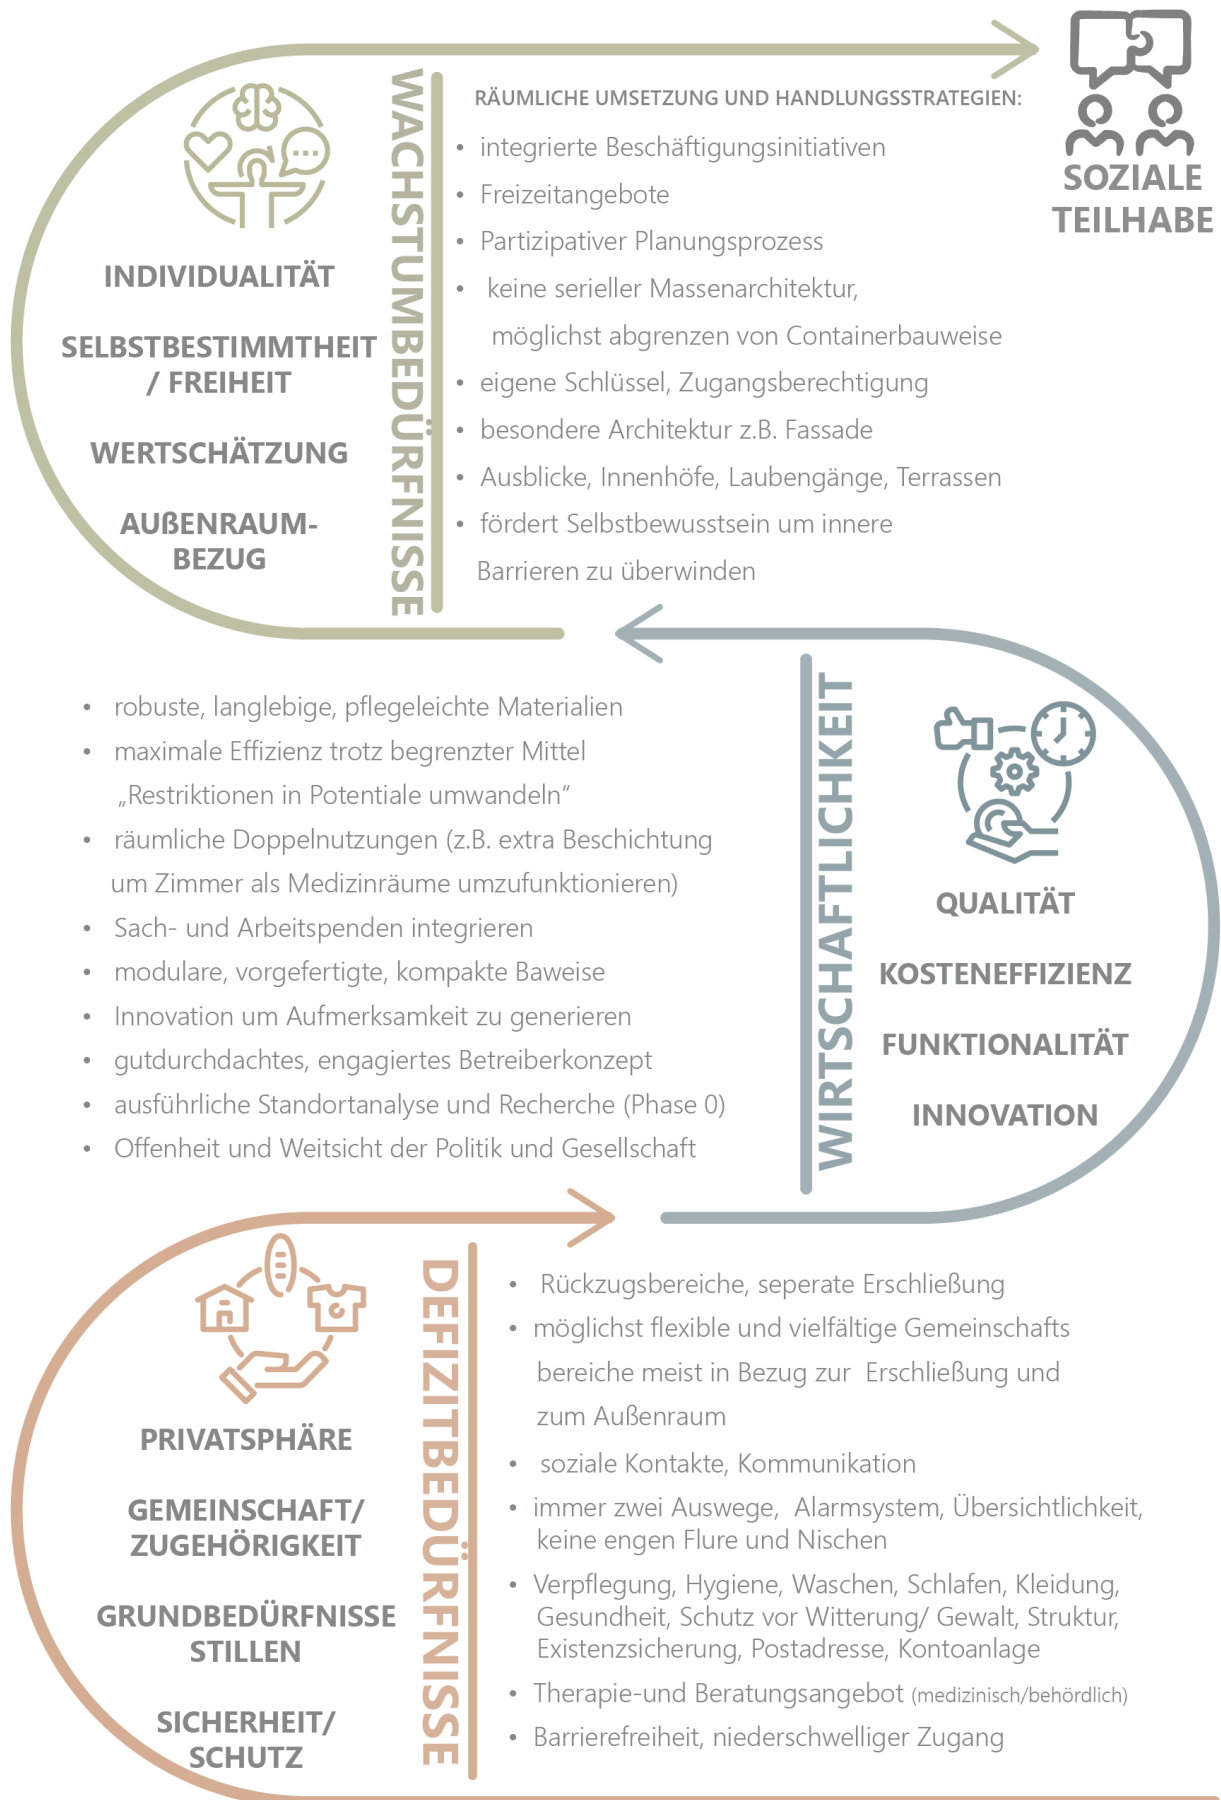 SOZIALE
TEILHABE
WACHSTUMBEDÜRFNISSE
INDIVIDUALITÄT
SELBSTBESTIMMTHEIT
/ FREIHEIT
WERTSCHÄTZUNG
AUßENRAUM-
BEZUG
RÄUMLICHE UMSETZUNG UND HANDLUNGSSTRATEGIEN:
• integrierte Beschäftigungsinitiativen
• Freizeitangebote
• Partizipativer Planungsprozess
• keine serieller Massenarchitektur,
möglichst abgrenzen von Containerbauweise
• eigene Schlüssel, Zugangsberechtigung
• besondere Architektur z.B. Fassade
• Ausblicke, Innenhöfe, Laubengänge, Terrassen
• fördert Selbstbewusstsein um innere
Barrieren zu überwinden
• robuste, langlebige, pflegeleichte Materialien
• maximale Effizienz trotz begrenzter Mittel
„Restriktionen in Potentiale umwandeln“
• räumliche Doppelnutzungen (z.B. extra Beschichtung
um Zimmer als Medizinräume umzufunktionieren)
• Sach- und Arbeitspenden integrieren
• modulare, vorgefertigte, kompakte Baweise
• Innovation um Aufmerksamkeit zu generieren
• gutdurchdachtes, engagiertes Betreiberkonzept
• ausführliche Standortanalyse und Recherche (Phase 0)
• Offenheit und Weitsicht der Politik und Gesellschaft
WIRTSCHAFTLICHKEIT
QUALITÄT
KOSTENEFFIZIENZ
FUNKTIONALITÄT
INNOVATION
DEFIZITBEDÜRFNISSE
PRIVATSPHÄRE
GEMEINSCHAFT/
ZUGEHÖRIGKEIT
GRUNDBEDÜRFNISSE
STILLEN
SICHERHEIT/
SCHUTZ
• Rückzugsbereiche, seperate Erschließung
• möglichst flexible und vielfältige Gemeinschafts
bereiche meist in Bezug zur Erschließung und
zum Außenraum
• soziale Kontakte, Kommunikation
• immer zwei Auswege, Alarmsystem, Übersichtlichkeit,
keine engen Flure und Nischen
• Verpflegung, Hygiene, Waschen, Schlafen, Kleidung,
Gesundheit, Schutz vor Witterung/ Gewalt, Struktur,
Existenzsicherung, Postadresse, Kontoanlage
• Therapie-und Beratungsangebot (medizinisch/behördlich)
• Barrierefreiheit, niederschwelliger Zugang